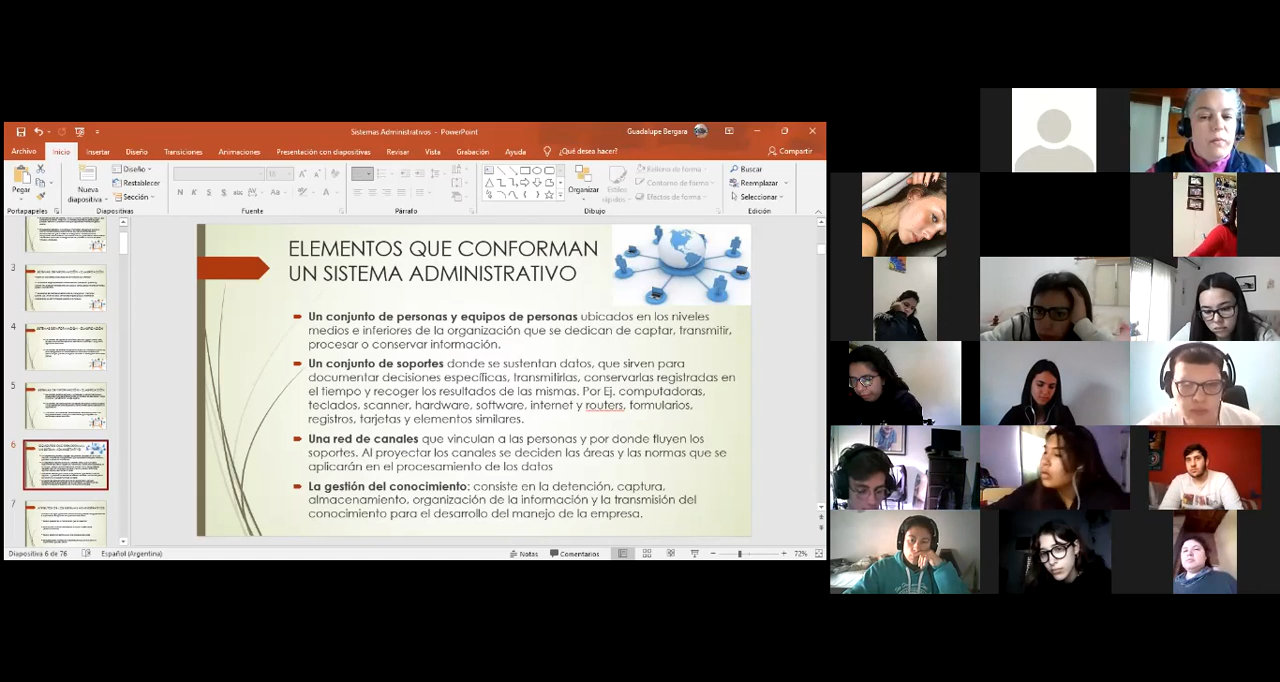 Sistemas Administrativos - PowerPoint
Guadalupe Bergara
Archivo Inicio Insertar Diseño Transiciones Animaciones Presentación con diapositivas Revisar Vista Grabación Ayuda ¿Qué desea hacer? Compartir
Pegar
Nueva diapositiva
Diseño
Restablecer
Sección
N K S S abc
Aa
Organizar
Estilos rápidos
Relleno de forma
Contorno de forma
Efectos de forma
Buscar
Reemplazar
Seleccionar
Portapapeles Diapositivas Fuente Párrafo Dibujo Edición
3
4
5
6
7
ELEMENTOS QUE CONFORMAN
UN SISTEMA ADMINISTRATIVO
Un conjunto de personas y equipos de personas ubicados en los niveles
medios e inferiores de la organización que se dedican de captar, transmitir,
procesar o conservar información.
Un conjunto de soportes donde se sustentan datos, que sirven para
documentar decisiones específicas, transmitirlas, conservarlas registradas en
el tiempo y recoger los resultados de las mismas. Por Ej. computadoras,
teclados, scanner, hardware, software, internet y routers, formularios,
registros, tarjetas y elementos similares.
Una red de canales que vinculan a las personas y por donde fluyen los
soportes. Al proyectar los canales se deciden las áreas y las normas que se
aplicarán en el procesamiento de los datos
La gestión del conocimiento: consiste en la detención, captura,
almacenamiento, organización de la información y la transmisión del
conocimiento para el desarrollo del manejo de la empresa.
Diapositiva 6 de 76 Español (Argentina) Notas Comentarios 72%